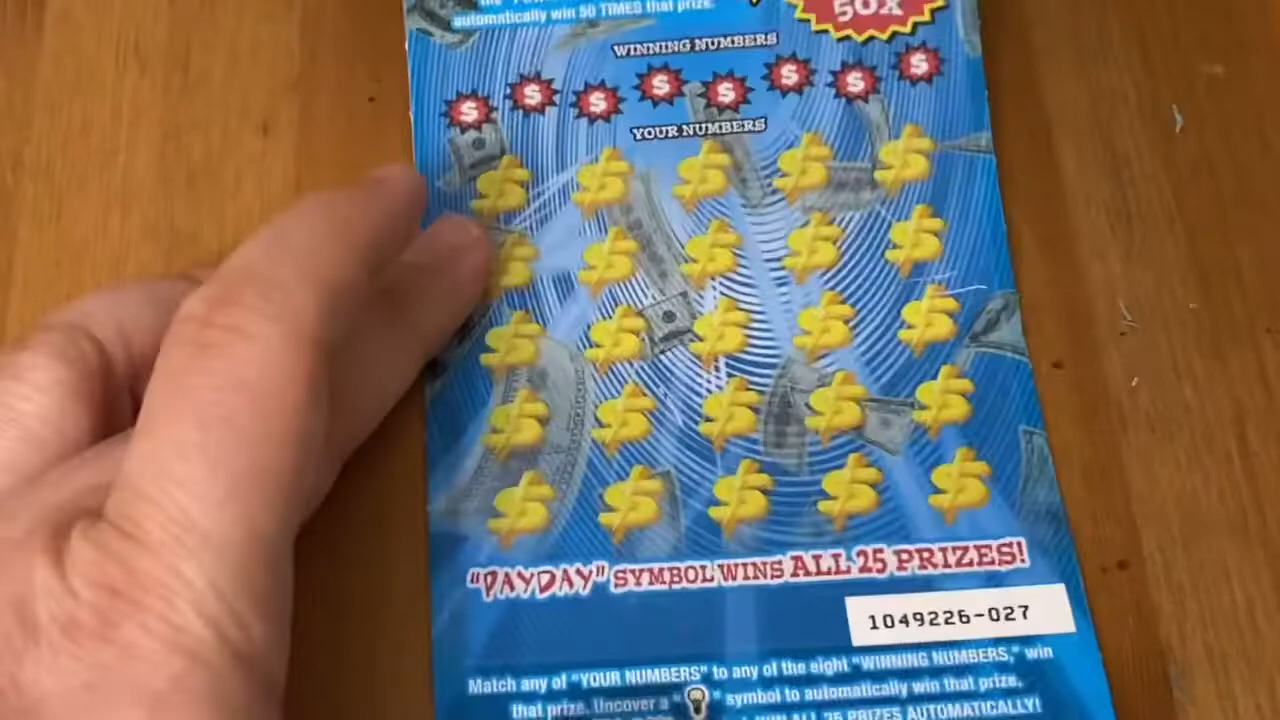 automatically win 50 TIMES that prize.
50X
WINNING NUMBERS
$ $ $ $ $ $ $ $
YOUR NUMBERS
$ $ $ $ $
$ $ $ $ $
$ $ $ $ $
$ $ $ $ $
$ $ $ $ $
"PAYDAY" SYMBOL WINS ALL 25 PRIZES!
1049226-027
Match any of "YOUR NUMBERS" to any of the eight "WINNING NUMBERS," win
that prize. Uncover a " " symbol to automatically win that prize.
WIN ALL 25 PRIZES AUTOMATICALLY!